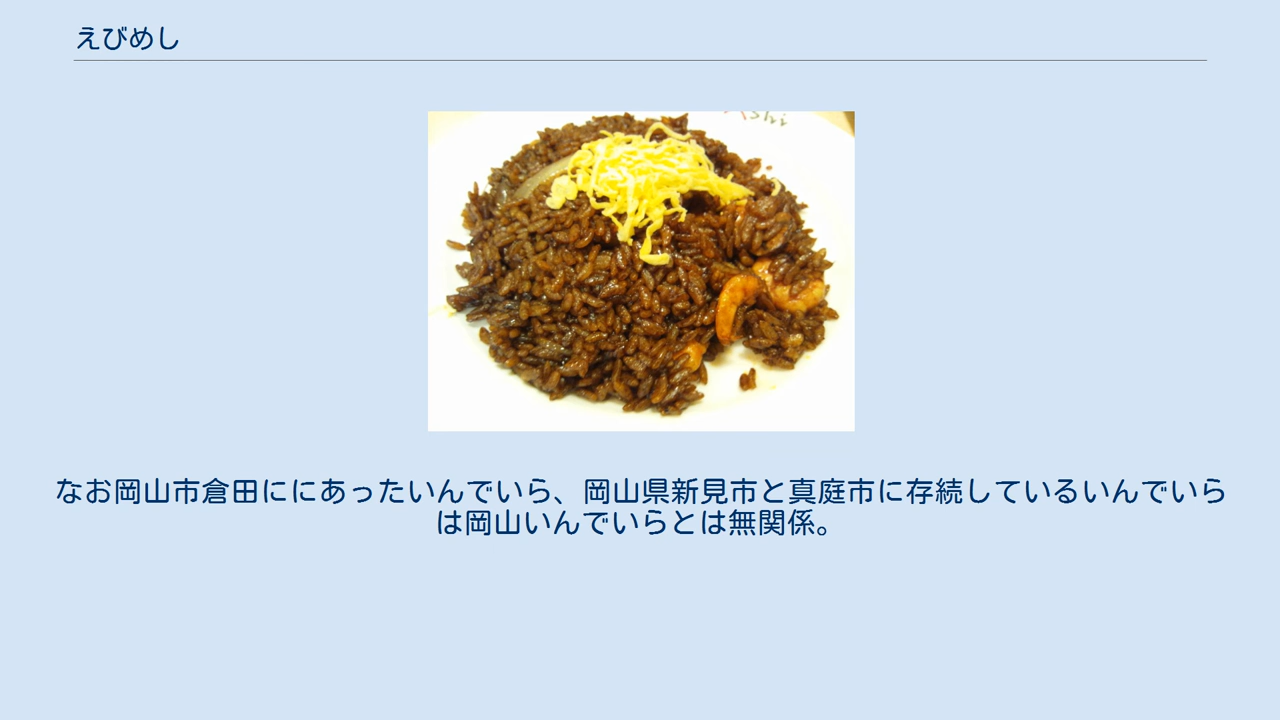 えびめし
なお岡山市倉田ににあったいんでいら、岡山県新見市と真庭市に存続しているいんでいら
は岡山いんでいらとは無関係。